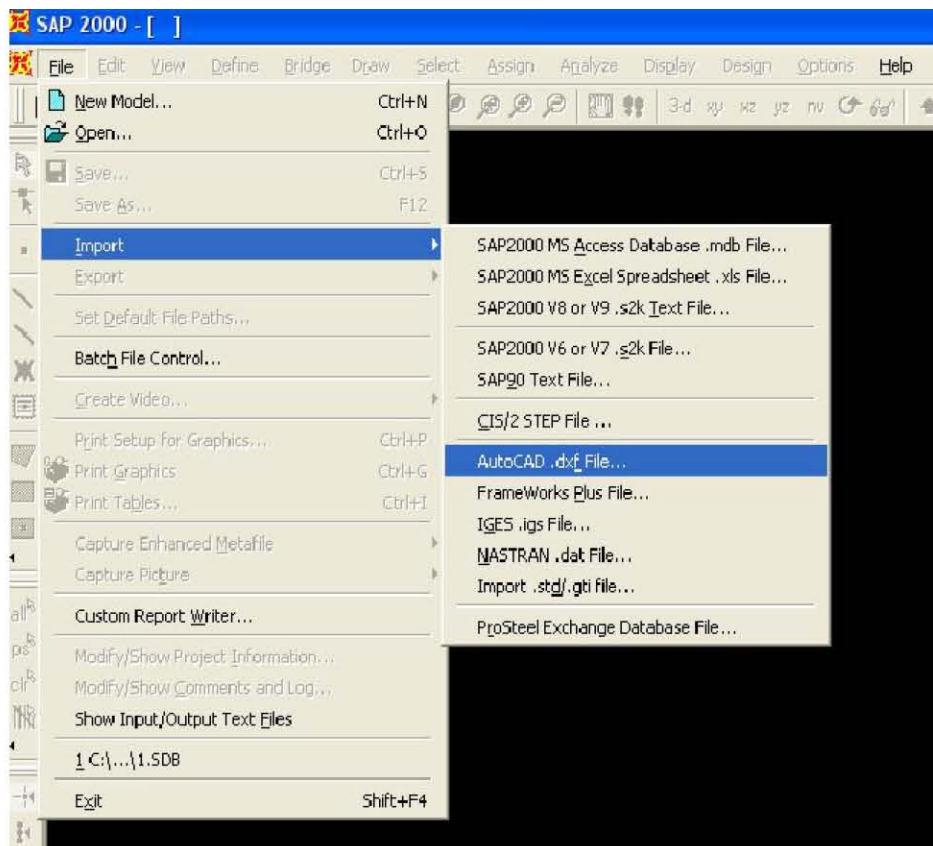 SAP 2000 - [ ]
File Edit View Define Bridge Draw Select Assign Analyze Display Design Options Help
New Model... Ctrl+N
Open... Ctrl+O
3-d xy xz yz nv
Save... Ctrl+S
Save As... F12
Import
Export
Set Default File Paths...
Batch File Control...
Create Video...
Print Setup for Graphics... Ctrl+P
Print Graphics Ctrl+G
Print Tables... Ctrl+I
Capture Enhanced Metafile
Capture Picture
Custom Report Writer...
Modify/Show Project Information...
Modify/Show Comments and Log...
Show Input/Output Text Files
1 C:\...\1.SDB
Exit Shift+F4
SAP2000 MS Access Database .mdb File...
SAP2000 MS Excel Spreadsheet .xls File...
SAP2000 V8 or V9 .s2k Text File...
SAP2000 V6 or V7 .s2k File...
SAP90 Text File...
CIS/2 STEP File ...
AutoCAD .dxf File...
FrameWorks Plus File...
IGES .igs File...
NASTRAN .dat File...
Import .std/.gti file...
ProSteel Exchange Database File...
all
ps
clr